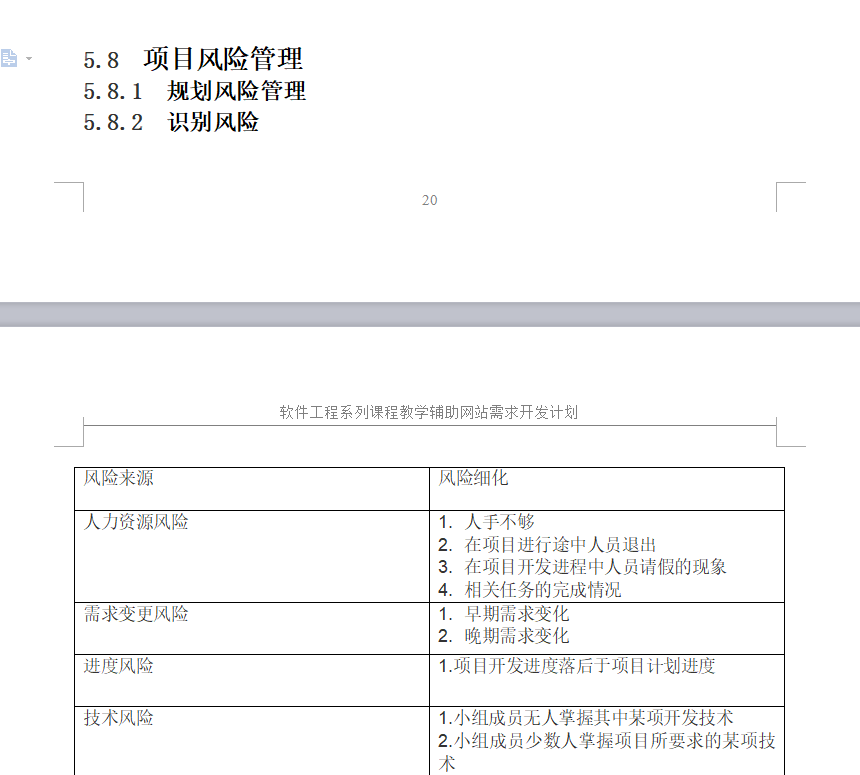 5.8 项目风险管理
5.8.1 规划风险管理
5.8.2 识别风险
20
软件工程系列课程教学辅助网站需求开发计划
风险来源
风险细化
人力资源风险
1. 人手不够
2. 在项目进行途中人员退出
3. 在项目开发进程中人员请假的现象
4. 相关任务的完成情况
需求变更风险
1. 早期需求变化
2. 晚期需求变化
进度风险
1.项目开发进度落后于项目计划进度
技术风险
1.小组成员无人掌握其中某项开发技术
2.小组成员少数人掌握项目所要求的某项技
术